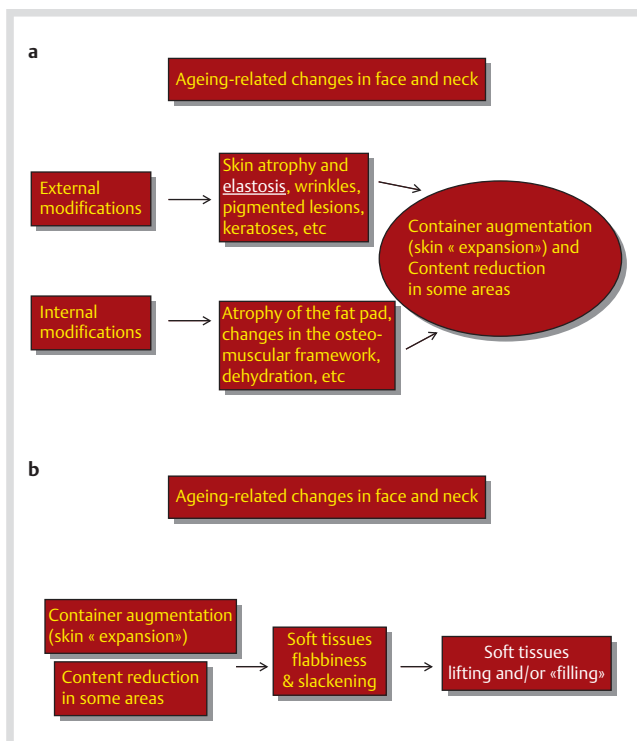 a
Ageing-related changes in face and neck
External
modifications
Skin atrophy and
elastosis, wrinkles,
pigmented lesions,
keratoses, etc
Container augmentation
(skin « expansion») and
Content reduction
in some areas
Internal
modifications
Atrophy of the fat pad,
changes in the osteo-
muscular framework,
dehydration, etc
b
Ageing-related changes in face and neck
Container augmentation
(skin « expansion»)
Content reduction
in some areas
Soft tissues
flabbiness
& slackening
Soft tissues
lifting and/or «filling»